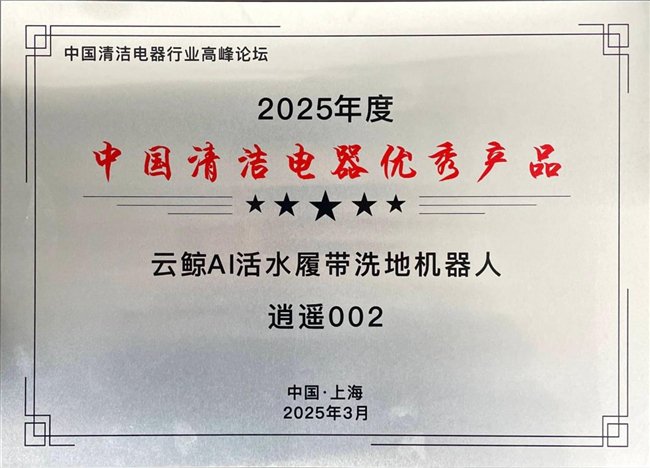 中国清洁电器行业高峰论坛
2025年度
中国清洁电器优秀产品
云鲸AI活水履带洗地机器人
逍遥002
中国·上海
2025年3月